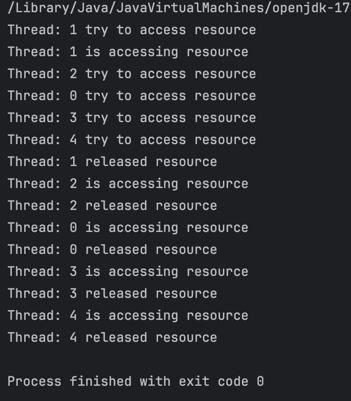 /Library/Java/JavaVirtualMachines/openjdk-17
Thread: 1 try to access resource
Thread: 1 is accessing resource
Thread: 2 try to access resource
Thread: 0 try to access resource
Thread: 3 try to access resource
Thread: 4 try to access resource
Thread: 1 released resource
Thread: 2 is accessing resource
Thread: 2 released resource
Thread: 0 is accessing resource
Thread: 0 released resource
Thread: 3 is accessing resource
Thread: 3 released resource
Thread: 4 is accessing resource
Thread: 4 released resource
Process finished with exit code 0